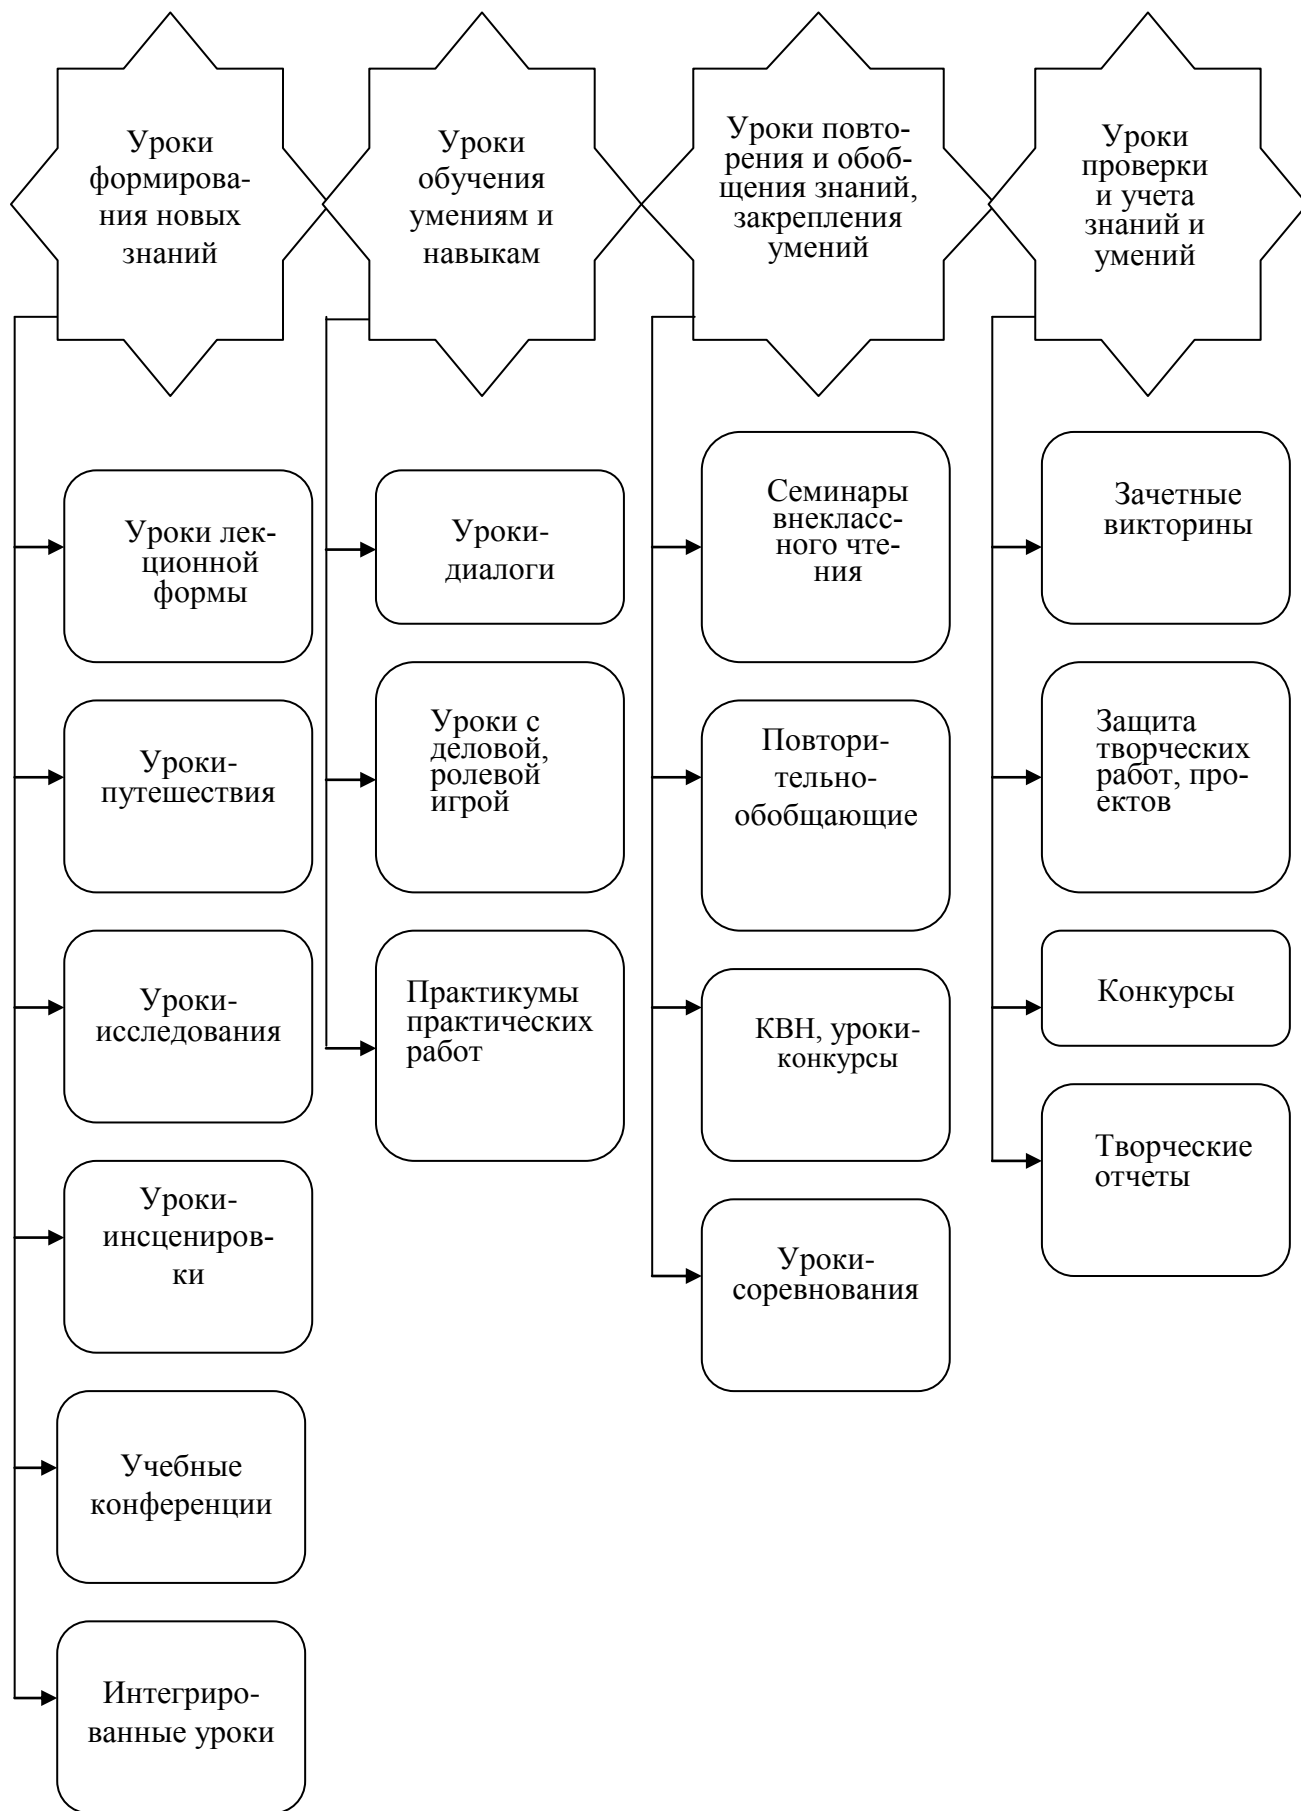 Уроки
формирова-
ния новых
знаний
Уроки
обучения
умениям и
навыкам
Уроки повто-
рения и обоб-
щения знаний,
закрепления
умений
Уроки
проверки
и учета
знаний и
умений
Уроки лек-
ционной
формы
Уроки-
путешествия
Уроки-
исследования
Уроки-
инсцениров-
ки
Учебные
конференции
Интегриро-
ванные уроки
Уроки-
диалоги
Уроки с
деловой,
ролевой
игрой
Практикумы
практических
работ
Семинары
внекласс-
ного чте-
ния
Повтори-
тельно-
обобщающие
КВН, уроки-
конкурсы
Уроки-
соревнования
Зачетные
викторины
Защита
творческих
работ, про-
ектов
Конкурсы
Творческие
отчеты